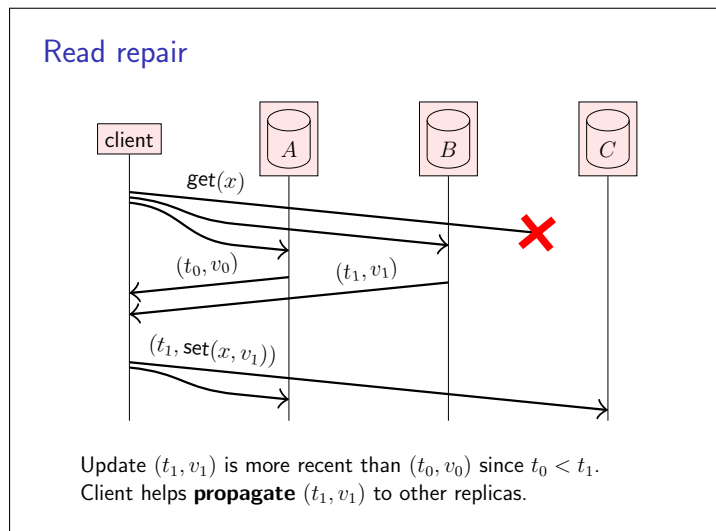 Read repair
client
A
B
C
get(x)
(t₀, v₀)
(t₁, v₁)
(t₁, set(x, v₁))
Update (t₁, v₁) is more recent than (t₀, v₀) since t₀ < t₁.
Client helps propagate (t₁, v₁) to other replicas.